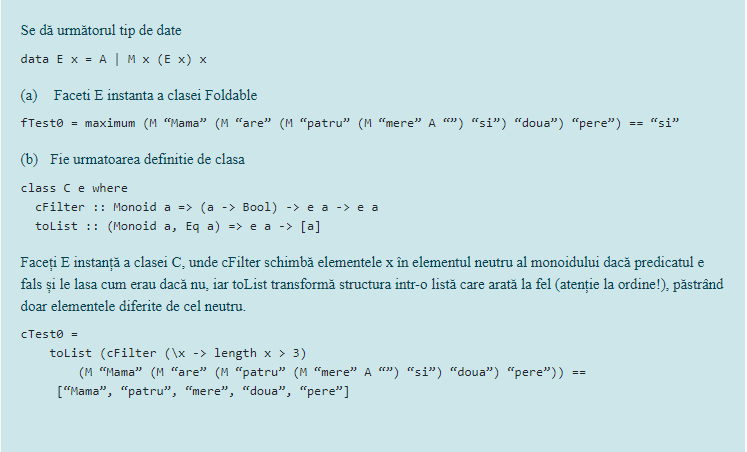 Se dă următorul tip de date
data E x = A | M x (E x) x
(a) Faceti E instanta a clasei Foldable
fTest0 = maximum (M “Mama” (M “are” (M “patru” (M “mere” A “”) “si”) “doua”) “pere”) == “si”
(b) Fie urmatoarea definitie de clasa
class C e where
  cFilter :: Monoid a => (a -> Bool) -> e a -> e a
  toList :: (Monoid a, Eq a) => e a -> [a]
Faceți E instanță a clasei C, unde cFilter schimbă elementele x în elementul neutru al monoidului dacă predicatul e
fals și le lasa cum erau dacă nu, iar toList transformă structura intr-o listă care arată la fel (atenție la ordine!), păstrând
doar elementele diferite de cel neutru.
cTest0 =
    toList (cFilter (\x -> length x > 3)
        (M “Mama” (M “are” (M “patru” (M “mere” A “”) “si”) “doua”) “pere”)) ==
     [“Mama”, “patru”, “mere”, “doua”, “pere”]